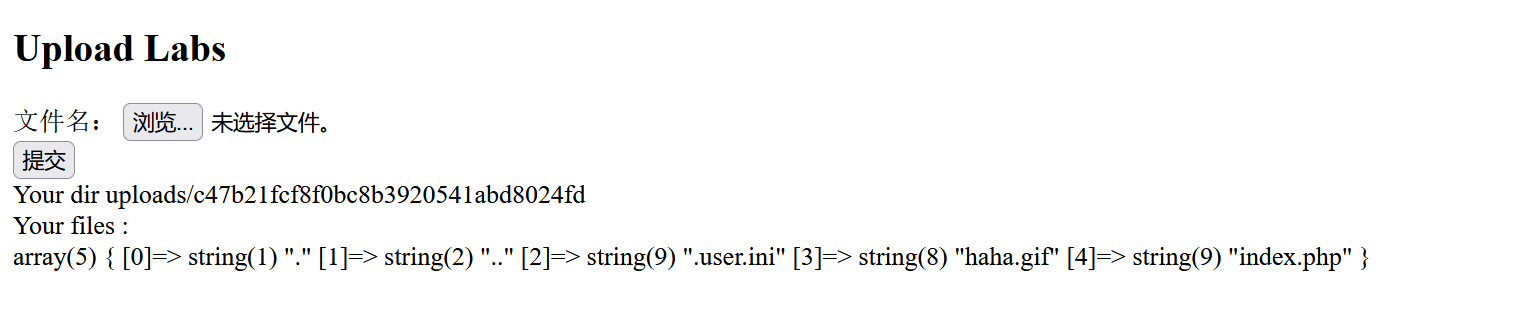 Upload Labs
文件名： 浏览... 未选择文件。
提交
Your dir uploads/c47b21fcf8f0bc8b3920541abd8024fd
Your files :
array(5) { [0]=> string(1) "." [1]=> string(2) ".." [2]=> string(9) ".user.ini" [3]=> string(8) "haha.gif" [4]=> string(9) "index.php" }